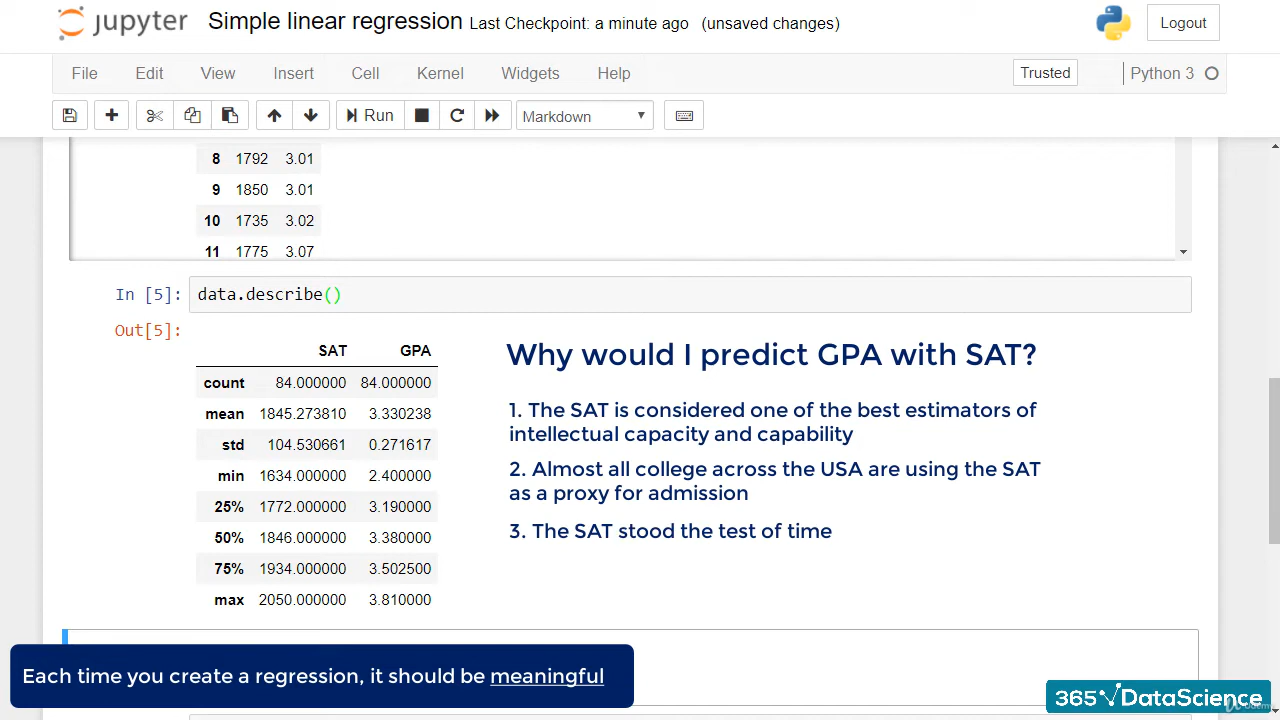 jupyter Simple linear regression Last Checkpoint: a minute ago (unsaved changes) Logout
File Edit View Insert Cell Kernel Widgets Help Trusted Python 3
Run Markdown
8 1792 3.01
9 1850 3.01
10 1735 3.02
11 1775 3.07
In [5]: data.describe()
Out[5]:
SAT GPA
count 84.000000 84.000000
mean 1845.273810 3.330238
std 104.530661 0.271617
min 1634.000000 2.400000
25% 1772.000000 3.190000
50% 1846.000000 3.380000
75% 1934.000000 3.502500
max 2050.000000 3.810000
Why would I predict GPA with SAT?
1. The SAT is considered one of the best estimators of
intellectual capacity and capability
2. Almost all college across the USA are using the SAT
as a proxy for admission
3. The SAT stood the test of time
Each time you create a regression, it should be meaningful
365 DataScience
Udemy